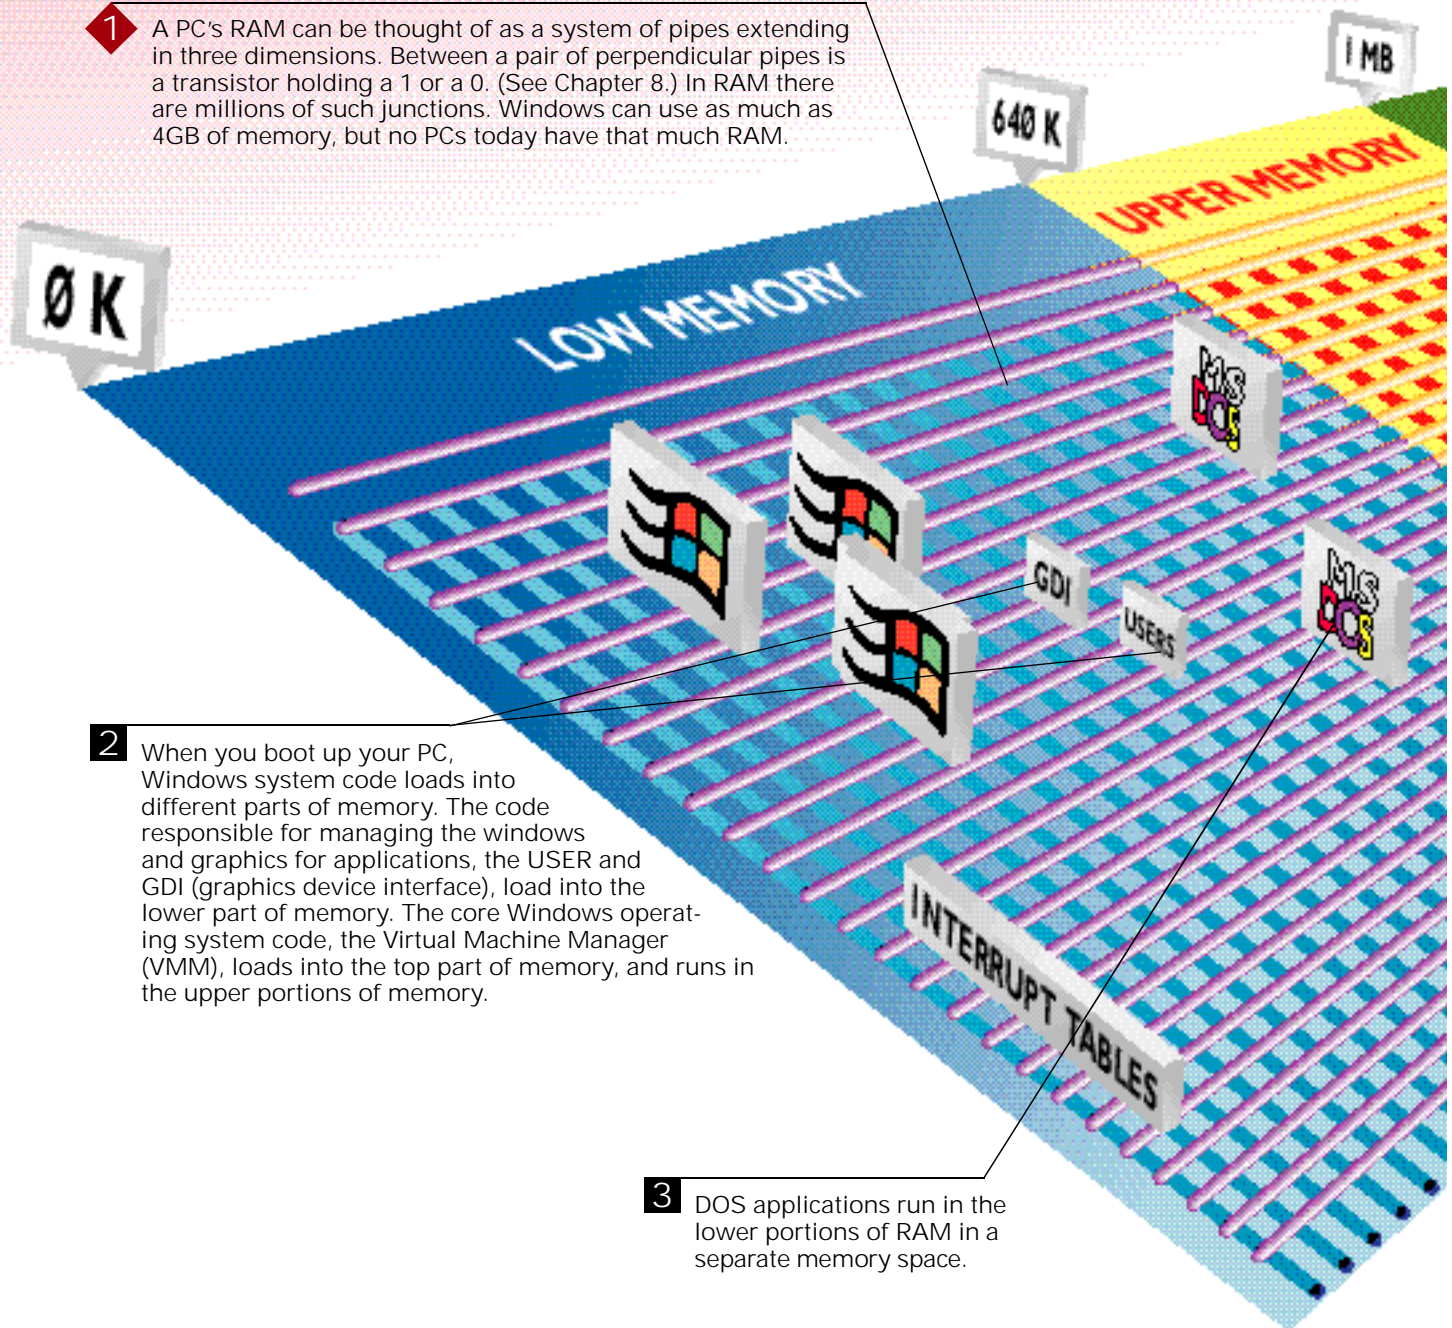 1
A PC's RAM can be thought of as a system of pipes extending
in three dimensions. Between a pair of perpendicular pipes is
a transistor holding a 1 or a 0. (See Chapter 8.) In RAM there
are millions of such junctions. Windows can use as much as
4GB of memory, but no PCs today have that much RAM.
1 MB
640 K
UPPER MEMORY
Ø K
LOW MEMORY
MS
DOS
GDI
USERS
MS
DOS
2
When you boot up your PC,
Windows system code loads into
different parts of memory. The code
responsible for managing the windows
and graphics for applications, the USER and
GDI (graphics device interface), load into the
lower part of memory. The core Windows operat-
ing system code, the Virtual Machine Manager
(VMM), loads into the top part of memory, and runs in
the upper portions of memory.
INTERRUPT TABLES
3
DOS applications run in the
lower portions of RAM in a
separate memory space.